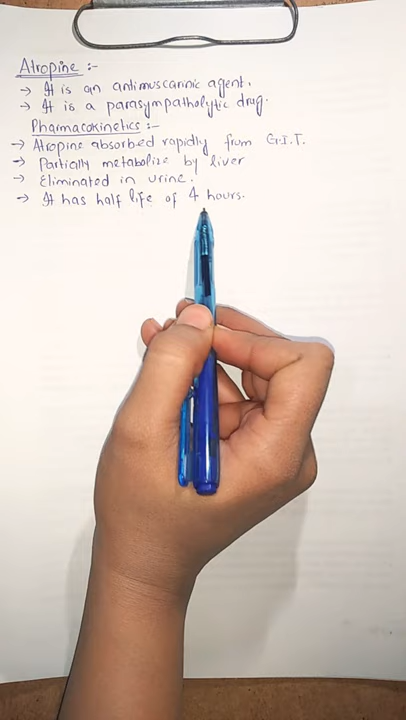 Atropine :-
→ It is an antimuscarinic agent.
→ It is a parasympatholytic drug.
Pharmacokinetics :-
→ Atropine absorbed rapidly from G.I.T.
→ Partially metabolize by liver
→ Eliminated in urine.
→ It has half life of 4 hours.